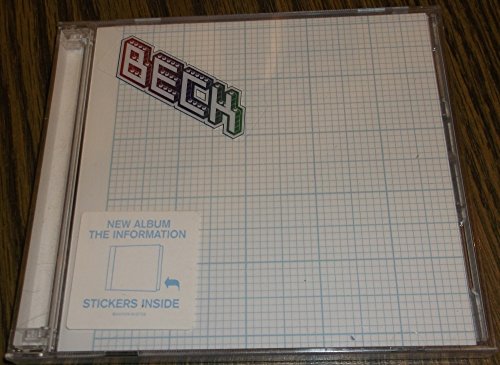 BECK
NEW ALBUM
THE INFORMATION
STICKERS INSIDE